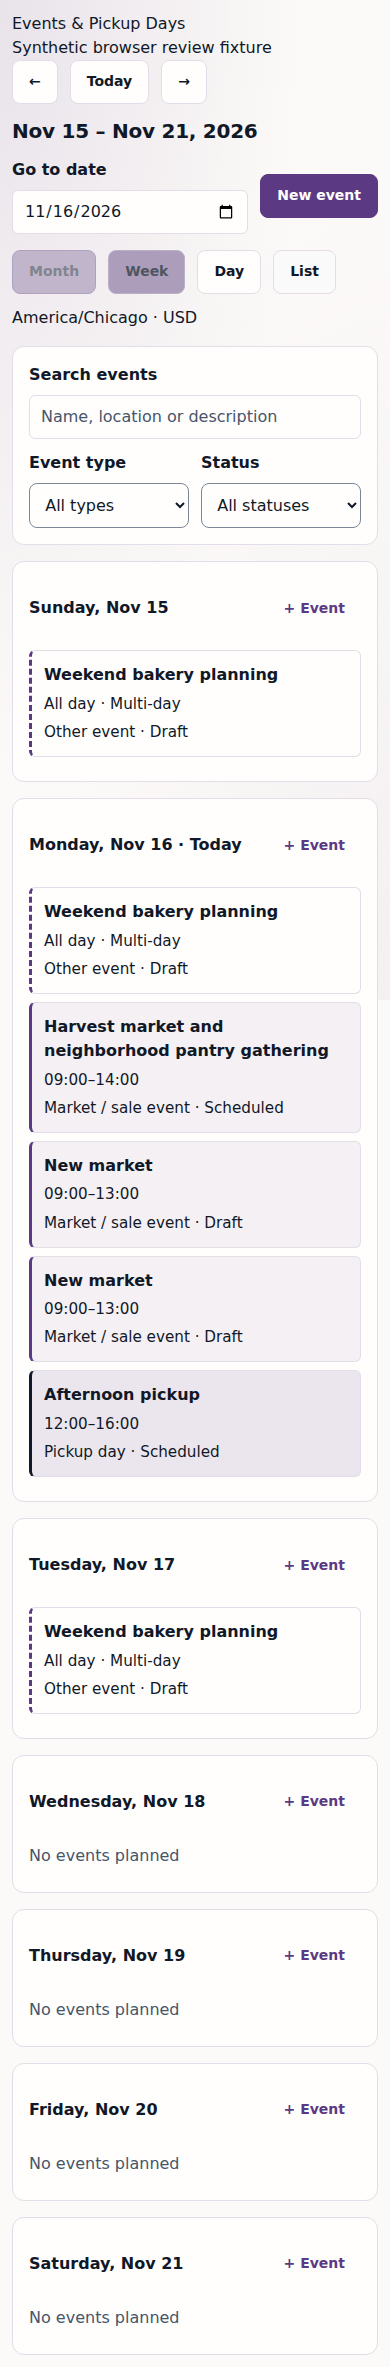 Events & Pickup Days
Synthetic browser review fixture
← Today →
Nov 15 – Nov 21, 2026
Go to date
11/16/2026
New event
Month Week Day List
America/Chicago · USD
Search events
Name, location or description
Event type Status
All types All statuses
Sunday, Nov 15 + Event
Weekend bakery planning
All day · Multi-day
Other event · Draft
Monday, Nov 16 · Today + Event
Weekend bakery planning
All day · Multi-day
Other event · Draft
Harvest market and
neighborhood pantry gathering
09:00–14:00
Market / sale event · Scheduled
New market
09:00–13:00
Market / sale event · Draft
New market
09:00–13:00
Market / sale event · Draft
Afternoon pickup
12:00–16:00
Pickup day · Scheduled
Tuesday, Nov 17 + Event
Weekend bakery planning
All day · Multi-day
Other event · Draft
Wednesday, Nov 18 + Event
No events planned
Thursday, Nov 19 + Event
No events planned
Friday, Nov 20 + Event
No events planned
Saturday, Nov 21 + Event
No events planned